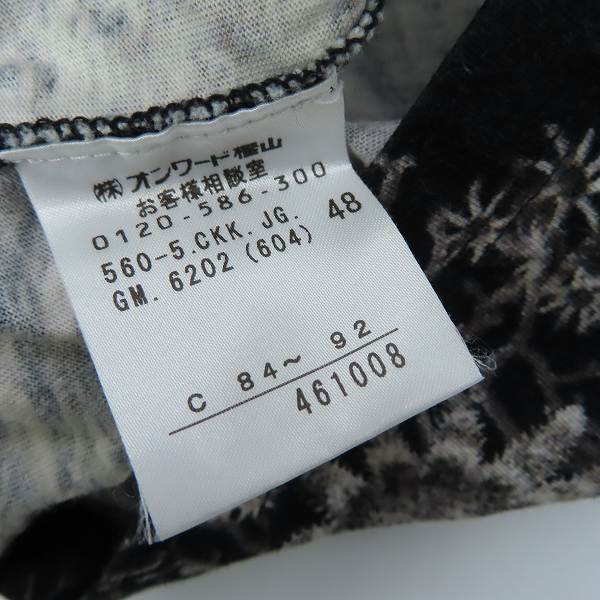 (株)オンワード樫山
お客様相談室
0120-586-300
560-5.CKK.JG.
GM.6202(604) 48
C 84～ 92
461008